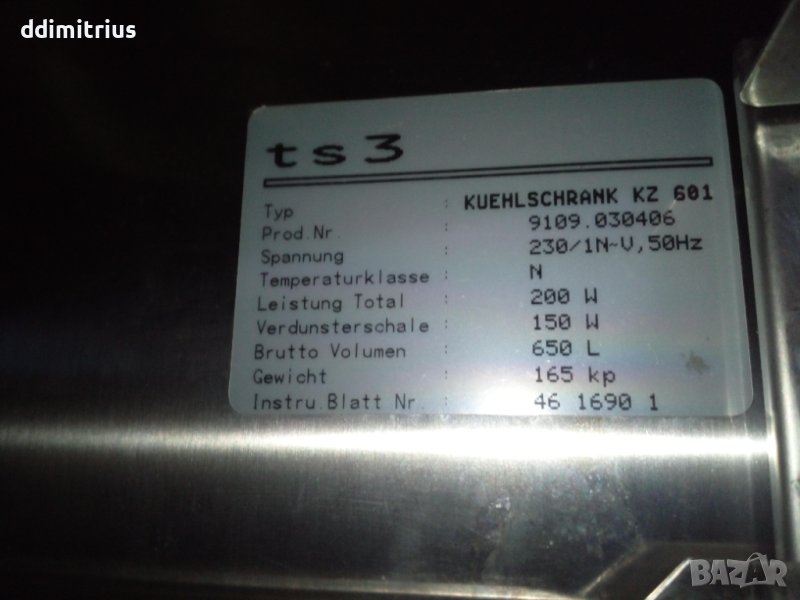 ddimitrius
ts3
Typ : KUEHLSCHRANK KZ 601
Prod.Nr. : 9109.030406
Spannung : 230/1N~V,50Hz
Temperaturklasse : N
Leistung Total : 200 W
Verdunsterschale : 150 W
Brutto Volumen : 650 L
Gewicht : 165 kp
Instru.Blatt Nr. : 46 1690 1
BAZAR